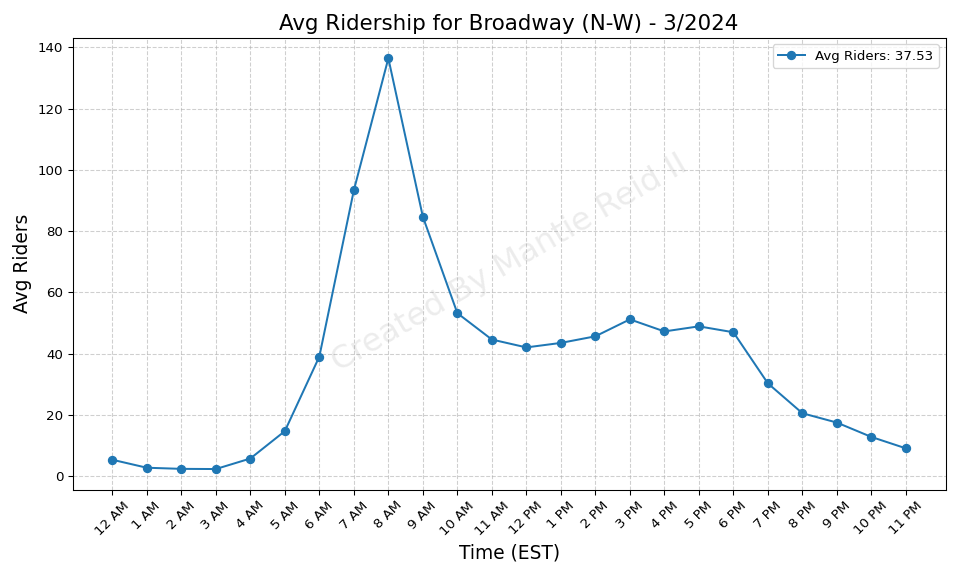 Avg Ridership for Broadway (N-W) - 3/2024
Avg Riders: 37.53
Avg Riders
140
120
100
80
60
40
20
0
Created By Mantie Reid II
12 AM
1 AM
2 AM
3 AM
4 AM
5 AM
6 AM
7 AM
8 AM
9 AM
10 AM
11 AM
12 PM
1 PM
2 PM
3 PM
4 PM
5 PM
6 PM
7 PM
8 PM
9 PM
10 PM
11 PM
Time (EST)